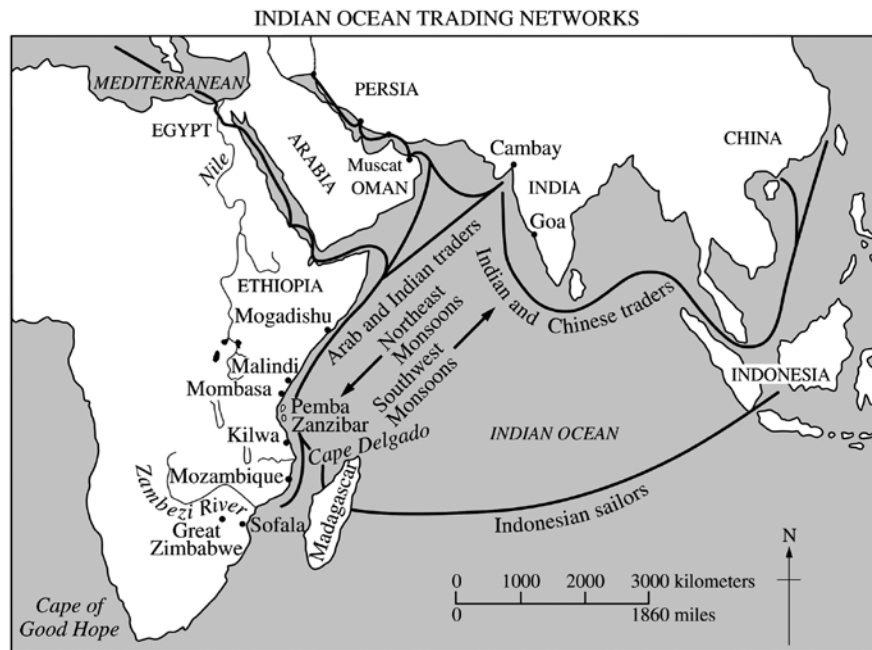 INDIAN OCEAN TRADING NETWORKS
MEDITERRANEAN
PERSIA
EGYPT
Nile
ARABIA
Muscat
OMAN
Cambay
INDIA
Goa
CHINA
ETHIOPIA
Mogadishu
Arab and Indian traders
Northeast
Monsoons
Southwest
Monsoons
Indian and
Chinese traders
Malindi
Mombasa
Pemba
Zanzibar
INDONESIA
Kilwa
Cape Delgado
INDIAN OCEAN
Mozambique
Zambezi River
Madagascar
Indonesian sailors
Sofala
Great
Zimbabwe
N
0 1000 2000 3000 kilometers
0 1860 miles
Cape of
Good Hope